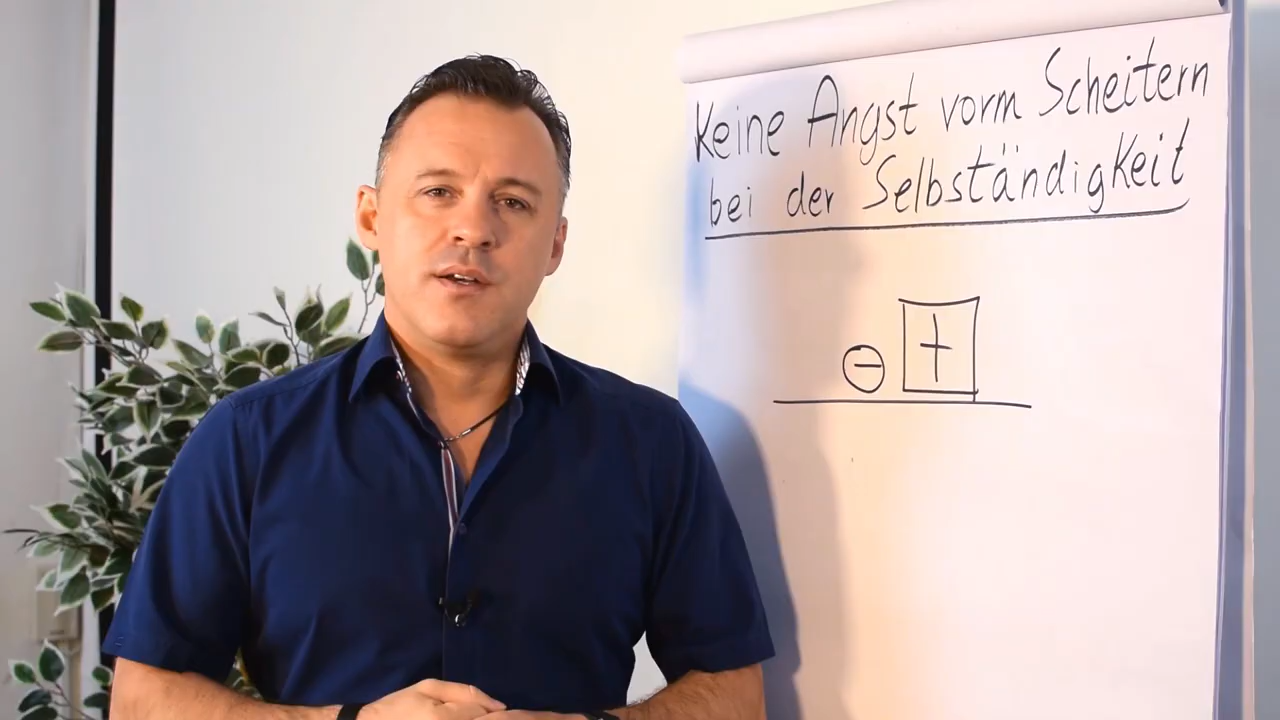 Keine Angst vorm Scheitern
bei der Selbständigkeit
- +